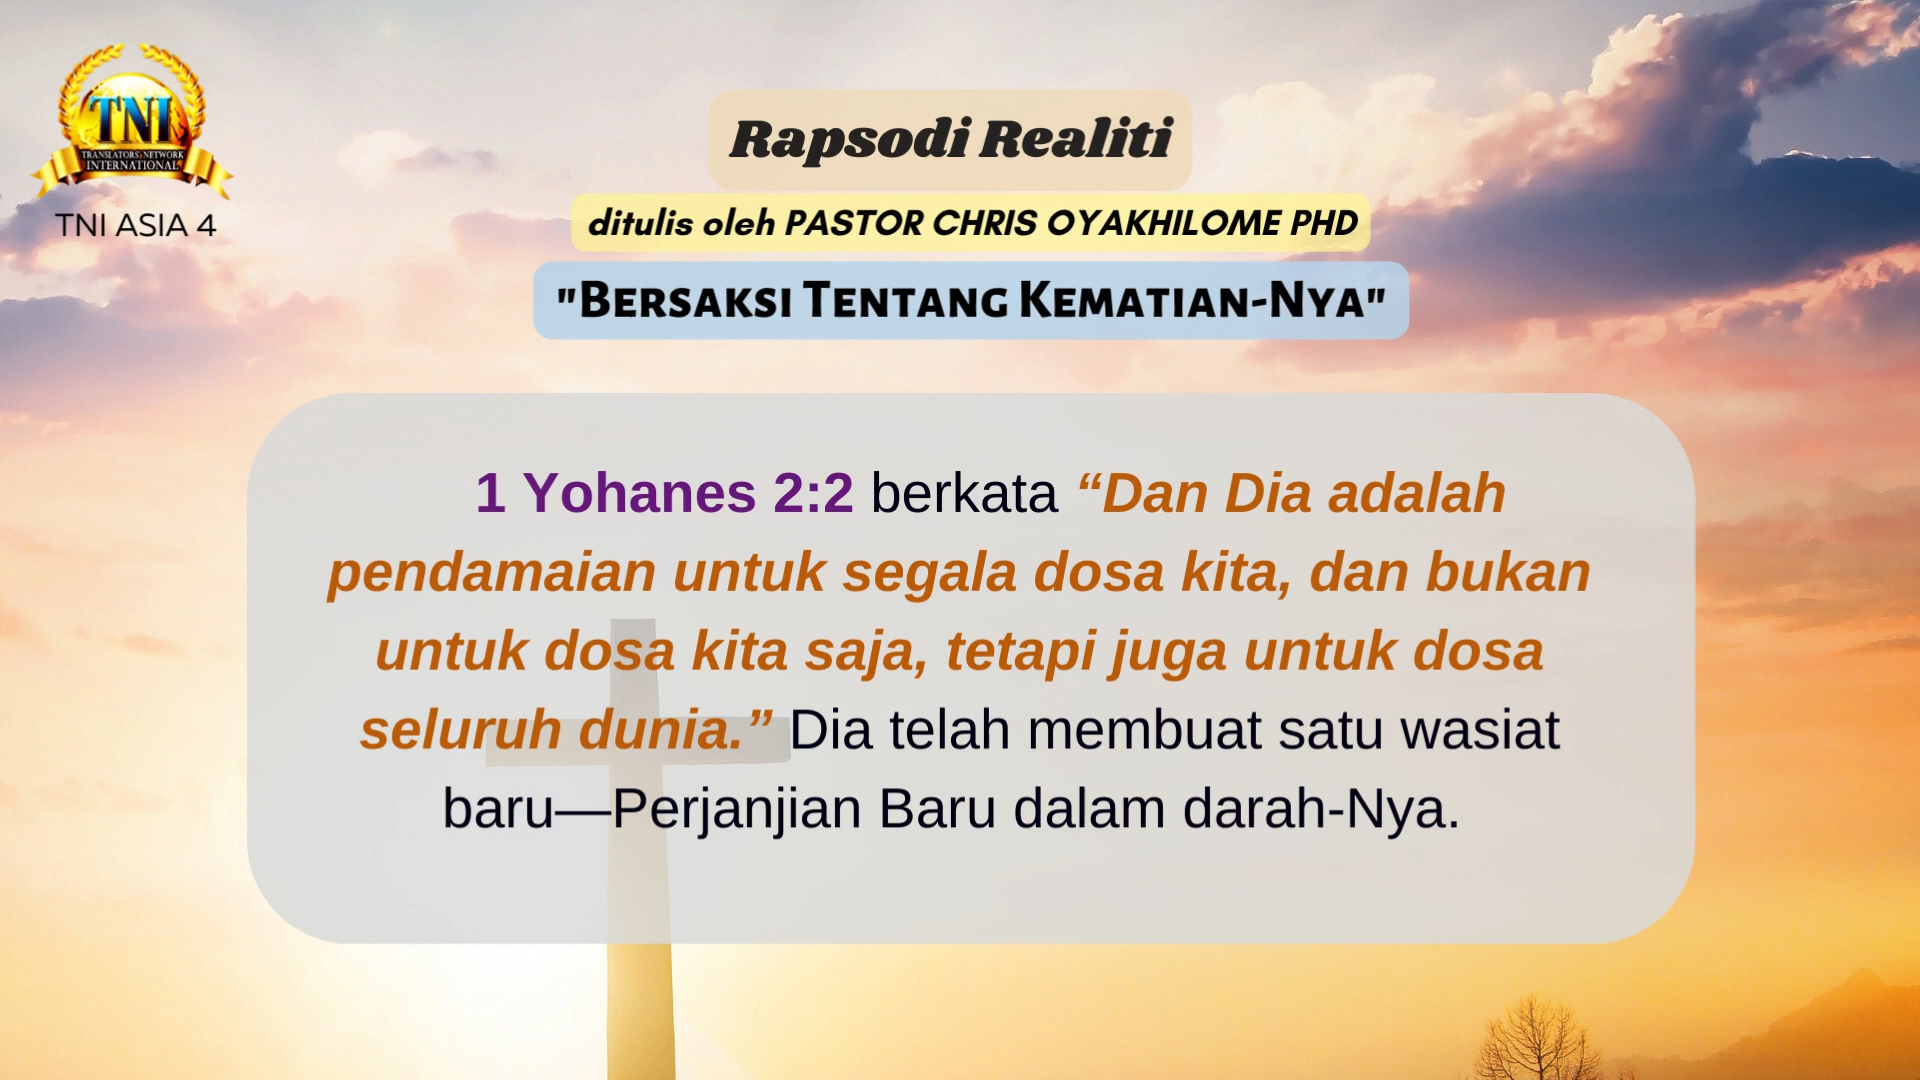 TNI
TRANSLATORS' NETWORK
INTERNATIONAL
TNI ASIA 4
Rapsodi Realiti
ditulis oleh PASTOR CHRIS OYAKHILOME PHD
"Bersaksi Tentang Kematian-Nya"
1 Yohanes 2:2 berkata “Dan Dia adalah
pendamaian untuk segala dosa kita, dan bukan
untuk dosa kita saja, tetapi juga untuk dosa
seluruh dunia.” Dia telah membuat satu wasiat
baru—Perjanjian Baru dalam darah-Nya.